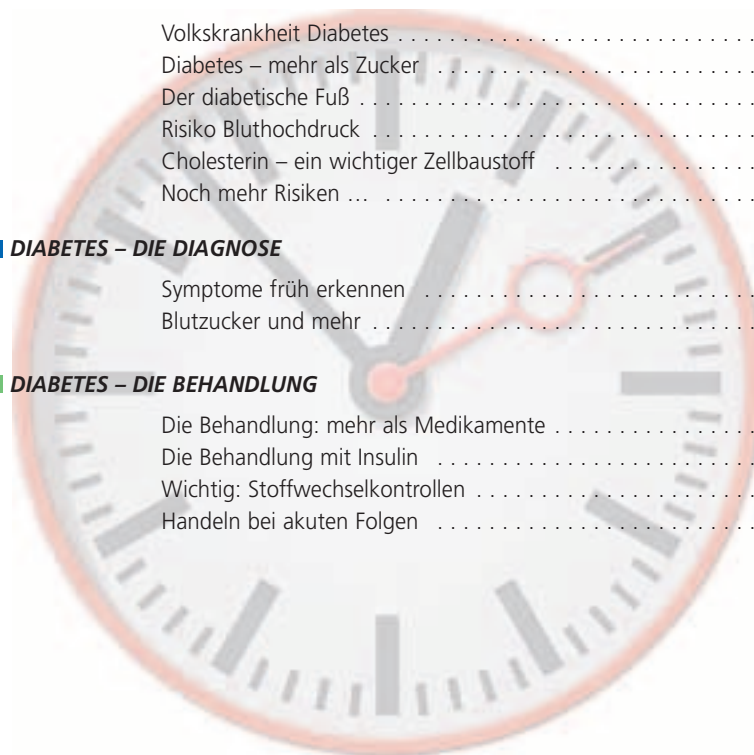 Volkskrankheit Diabetes . . . . . . . . . . . . . . . . . . . . . . . . . . . .
Diabetes – mehr als Zucker . . . . . . . . . . . . . . . . . . . . . . . .
Der diabetische Fuß . . . . . . . . . . . . . . . . . . . . . . . . . . . . . . .
Risiko Bluthochdruck . . . . . . . . . . . . . . . . . . . . . . . . . . . . . .
Cholesterin – ein wichtiger Zellbaustoff . . . . . . . . . . . . . . .
Noch mehr Risiken ... . . . . . . . . . . . . . . . . . . . . . . . . . . . . .
DIABETES – DIE DIAGNOSE
Symptome früh erkennen . . . . . . . . . . . . . . . . . . . . . . . . . .
Blutzucker und mehr . . . . . . . . . . . . . . . . . . . . . . . . . . . . . .
DIABETES – DIE BEHANDLUNG
Die Behandlung: mehr als Medikamente . . . . . . . . . . . . . . .
Die Behandlung mit Insulin . . . . . . . . . . . . . . . . . . . . . . . .
Wichtig: Stoffwechselkontrollen . . . . . . . . . . . . . . . . . . . . .
Handeln bei akuten Folgen . . . . . . . . . . . . . . . . . . . . . . . . .